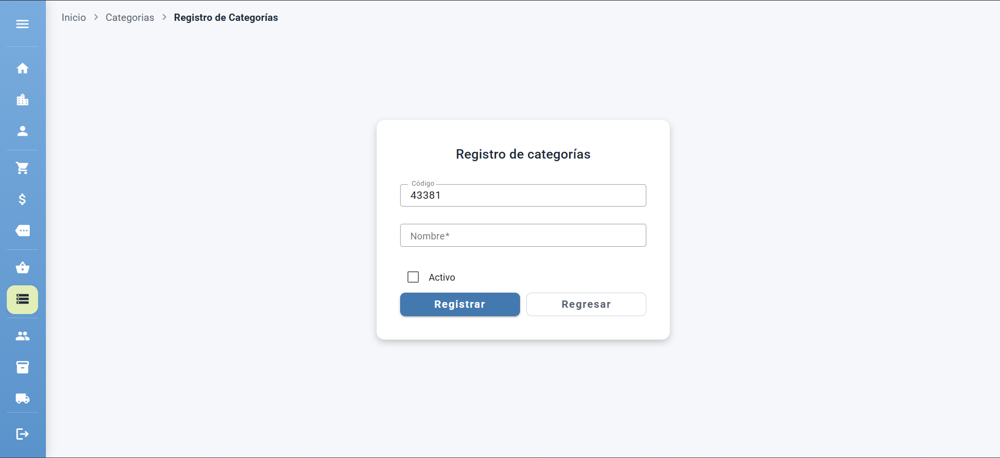 Inicio > Categorias > Registro de Categorías
Registro de categorías
Código
43381
Nombre*
Activo
Registrar Regresar